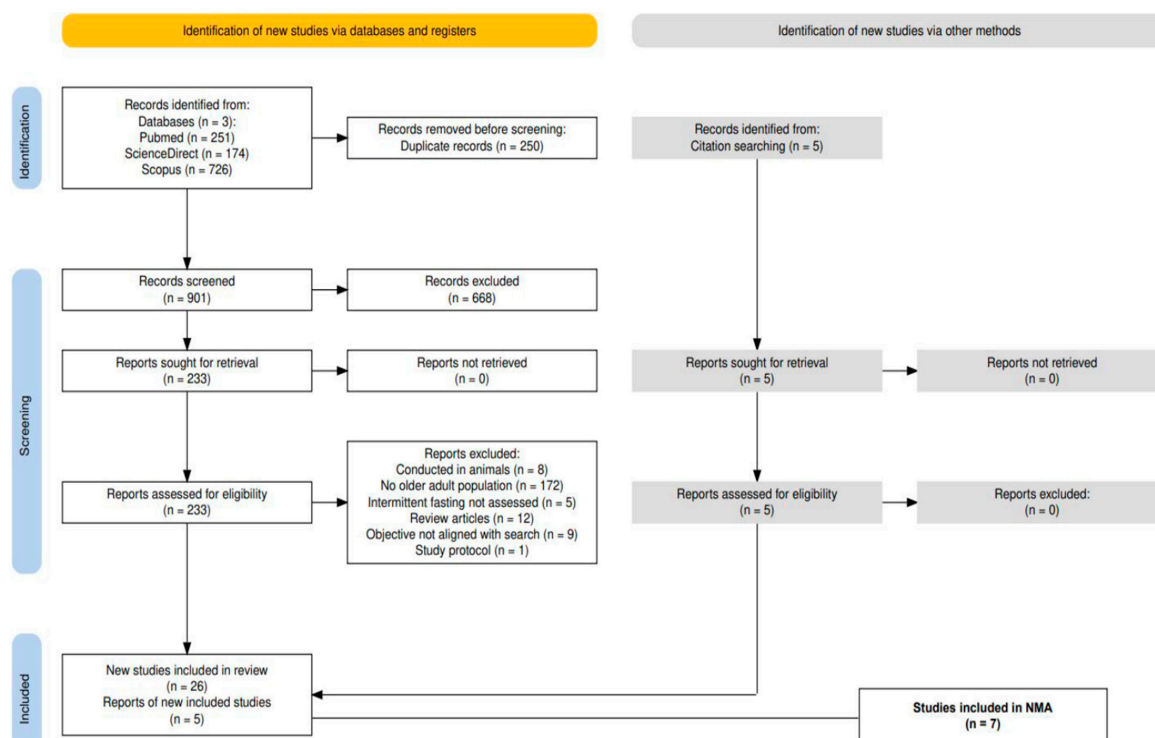 Identification of new studies via databases and registers
Identification of new studies via other methods
Identification
Records identified from:
Databases (n = 3):
Pubmed (n = 251)
ScienceDirect (n = 174)
Scopus (n = 726)
Records removed before screening:
Duplicate records (n = 250)
Records identified from:
Citation searching (n = 5)
Screening
Records screened
(n = 901)
Records excluded
(n = 668)
Reports sought for retrieval
(n = 233)
Reports not retrieved
(n = 0)
Reports sought for retrieval
(n = 5)
Reports not retrieved
(n = 0)
Reports assessed for eligibility
(n = 233)
Reports excluded:
Conducted in animals (n = 8)
No older adult population (n = 172)
Intermittent fasting not assessed (n = 5)
Review articles (n = 12)
Objective not aligned with search (n = 9)
Study protocol (n = 1)
Reports assessed for eligibility
(n = 5)
Reports excluded:
(n = 0)
Included
New studies included in review
(n = 26)
Reports of new included studies
(n = 5)
Studies included in NMA
(n = 7)